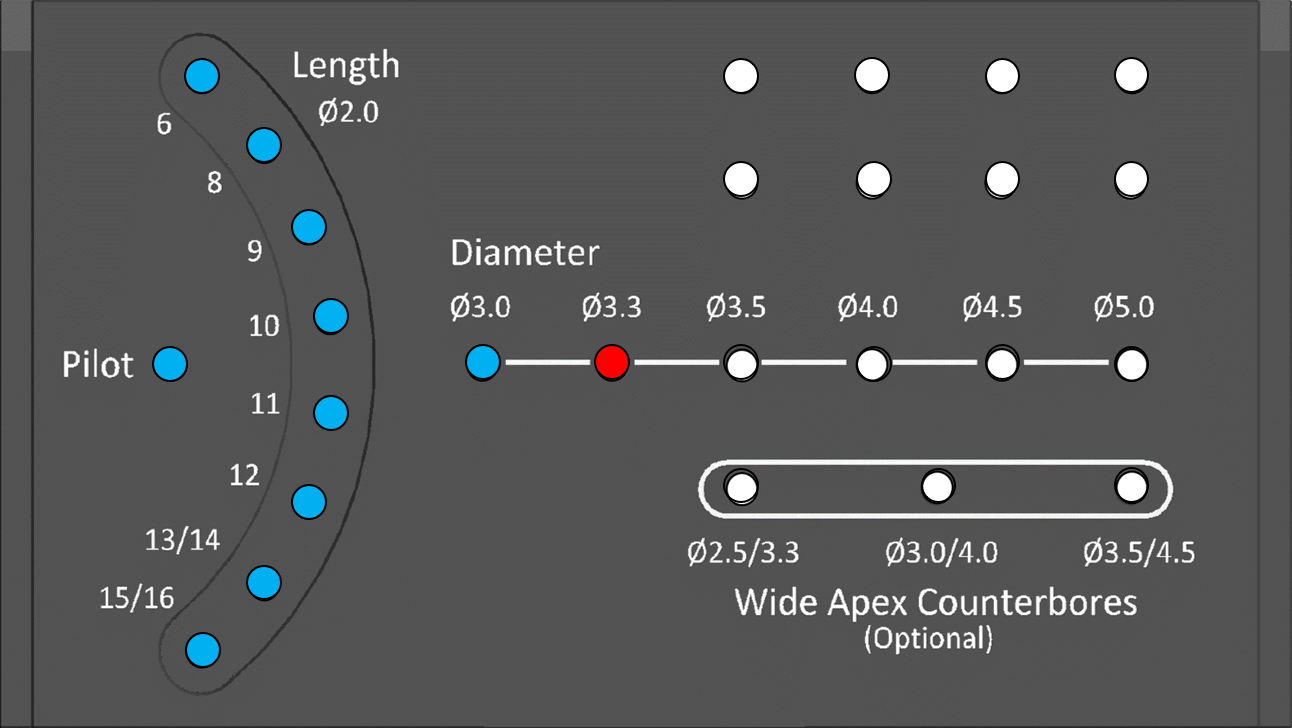 Length
Ø2.0
6
8
9
10
11
12
13/14
15/16
Pilot
Diameter
Ø3.0 Ø3.3 Ø3.5 Ø4.0 Ø4.5 Ø5.0
Ø2.5/3.3 Ø3.0/4.0 Ø3.5/4.5
Wide Apex Counterbores
(Optional)